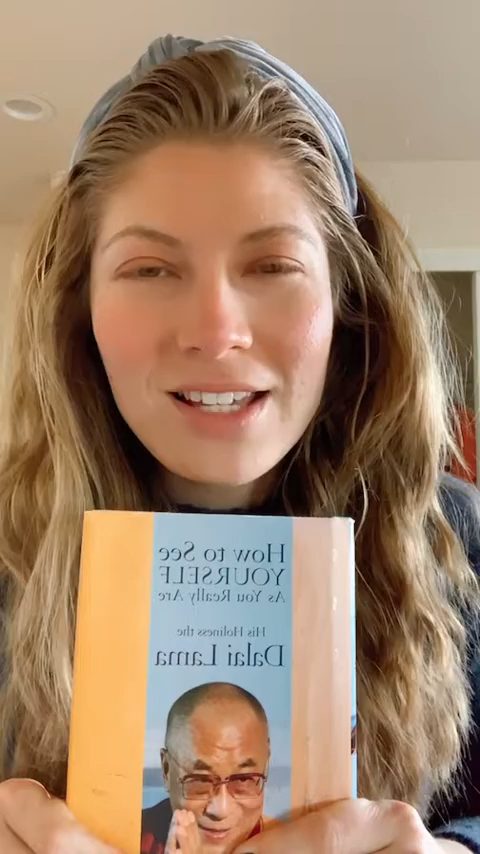 How to See
YOURSELF
As You Really Are
His Holiness the
Dalai Lama